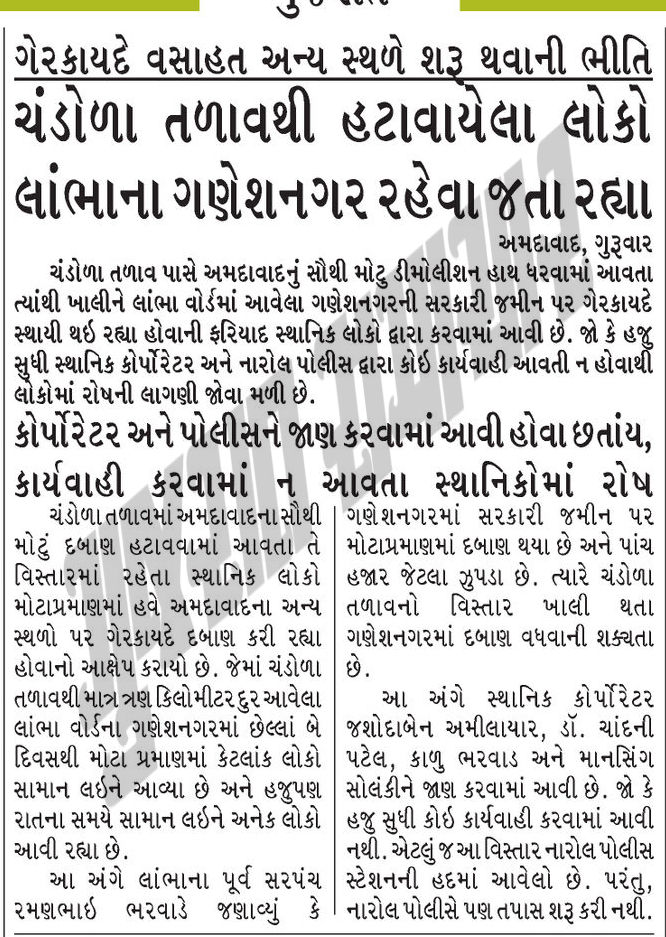 ગેરકાયદે વસાહત અન્ય સ્થળે શરૂ થવાની ભીતિ
ચંડોળા તળાવથી હટાવાયેલા લોકો
લાંભાના ગણેશનગર રહેવા જતા રહ્યા
અમદાવાદ, ગુરૂવાર
ચંડોળા તળાવ પાસે અમદાવાદનું સૌથી મોટુ ડીમોલીશન હાથ ધરવામાં આવતા
ત્યાંથી ખાલીને લાંભા વોર્ડમાં આવેલા ગણેશનગરની સરકારી જમીન પર ગેરકાયદે
સ્થાયી થઇ રહ્યા હોવાની ફરિયાદ સ્થાનિક લોકો દ્વારા કરવામાં આવી છે. જો કે હજુ
સુધી સ્થાનિક કોર્પોરેટર અને નારોલ પોલીસ દ્વારા કોઇ કાર્યવાહી આવતી ન હોવાથી
લોકોમાં રોષની લાગણી જોવા મળી છે.
કોર્પોરેટર અને પોલીસને જાણ કરવામાં આવી હોવા છતાંય,
કાર્યવાહી કરવામાં ન આવતા સ્થાનિકોમાં રોષ
ચંડોળા તળાવમાં અમદાવાદના સૌથી
મોટું દબાણ હટાવવામાં આવતા તે
વિસ્તારમાં રહેતા સ્થાનિક લોકો
મોટાપ્રમાણમાં હવે અમદાવાદના અન્ય
સ્થળો પર ગેરકાયદે દબાણ કરી રહ્યા
હોવાનો આક્ષેપ કરાયો છે. જેમાં ચંડોળા
તળાવથી માત્ર ત્રણ કિલોમીટર દુર આવેલા
લાંભા વોર્ડના ગણેશનગરમાં છેલ્લાં બે
દિવસથી મોટા પ્રમાણમાં કેટલાંક લોકો
સામાન લઇને આવ્યા છે અને હજુપણ
રાતના સમયે સામાન લઇને અનેક લોકો
આવી રહ્યા છે.
આ અંગે લાંભાના પૂર્વ સરપંચ
રમણભાઇ ભરવાડે જણાવ્યું કે
ગણેશનગરમાં સરકારી જમીન પર
મોટાપ્રમાણમાં દબાણ થયા છે અને પાંચ
હજાર જેટલા ઝુપડા છે. ત્યારે ચંડોળા
તળાવનો વિસ્તાર ખાલી થતા
ગણેશનગરમાં દબાણ વધવાની શક્યતા
છે.
આ અંગે સ્થાનિક કોર્પોરેટર
જશોદાબેન અમીલાયાર, ડૉ. ચાંદની
પટેલ, કાળુ ભરવાડ અને માનસિંગ
સોલંકીને જાણ કરવામાં આવી છે. જો કે
હજુ સુધી કોઇ કાર્યવાહી કરવામાં આવી
નથી. એટલું જ આ વિસ્તાર નારોલ પોલીસ
સ્ટેશનની હદમાં આવેલો છે. પરંતુ,
નારોલ પોલીસે પણ તપાસ શરૂ કરી નથી.
ગુજરાત સમાચાર